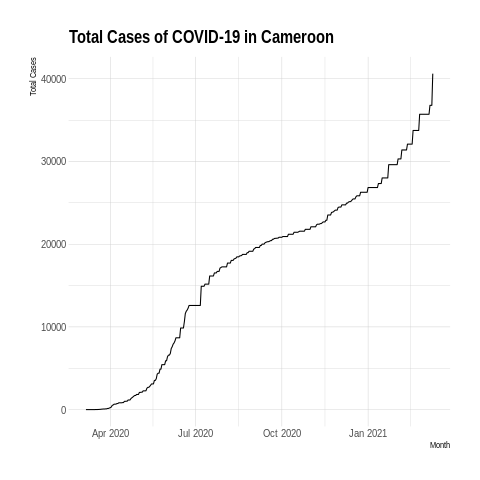 Total Cases of COVID-19 in Cameroon
Total Cases
40000
30000
20000
10000
0
Apr 2020
Jul 2020
Oct 2020
Jan 2021
Month